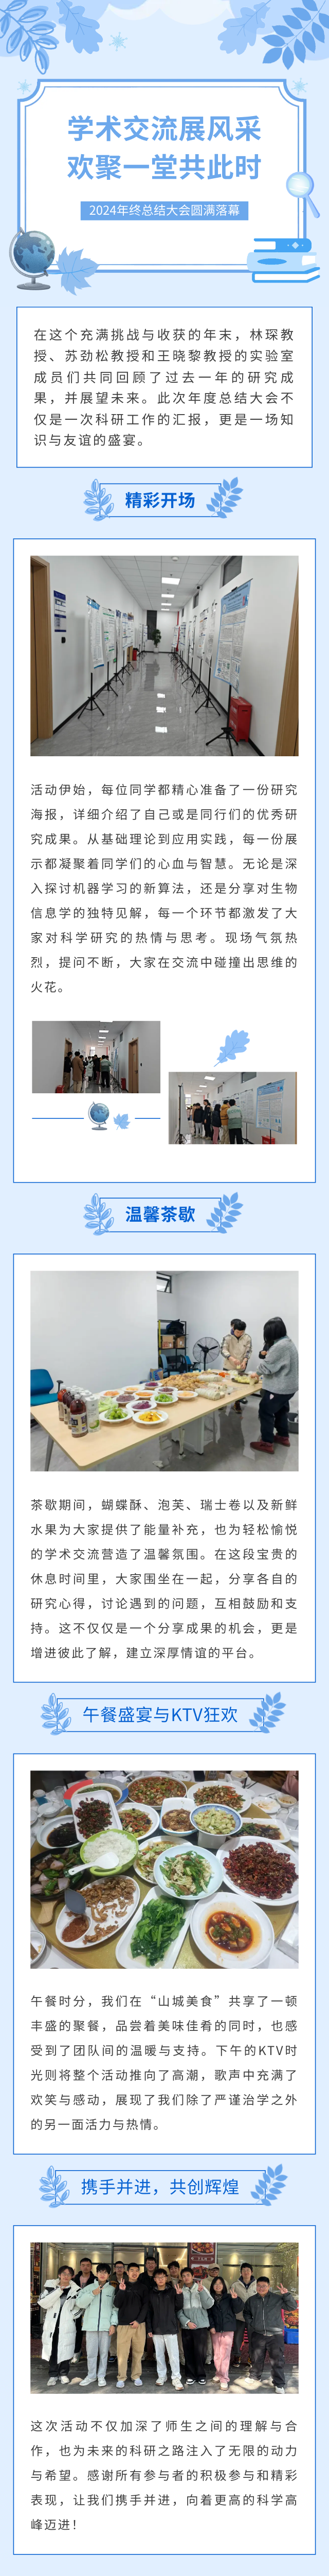 学术交流展风采
欢聚一堂共此时
2024年终总结大会圆满落幕
在这个充满挑战与收获的年末，林琛教
授、苏劲松教授和王晓黎教授的实验室
成员们共同回顾了过去一年的研究成
果，并展望未来。此次年度总结大会不
仅是一次科研工作的汇报，更是一场知
识与友谊的盛宴。
精彩开场
活动伊始，每位同学都精心准备了一份研究
海报，详细介绍了自己或是同行们的优秀研
究成果。从基础理论到应用实践，每一份展
示都凝聚着同学们的心血与智慧。无论是深
入探讨机器学习的新算法，还是分享对生物
信息学的独特见解，每一个环节都激发了大
家对科学研究的热情与思考。现场气氛热
烈，提问不断，大家在交流中碰撞出思维的
火花。
温馨茶歇
茶歇期间，蝴蝶酥、泡芙、瑞士卷以及新鲜
水果为大家提供了能量补充，也为轻松愉悦
的学术交流营造了温馨氛围。在这段宝贵的
休息时间里，大家围坐在一起，分享各自的
研究心得，讨论遇到的问题，互相鼓励和支
持。这不仅仅是一个分享成果的机会，更是
增进彼此了解，建立深厚情谊的平台。
午餐盛宴与KTV狂欢
午餐时分，我们在“山城美食”共享了一顿
丰盛的聚餐，品尝着美味佳肴的同时，也感
受到了团队间的温暖与支持。下午的KTV时
光则将整个活动推向了高潮，歌声中充满了
欢笑与感动，展现了我们除了严谨治学之外
的另一面活力与热情。
携手并进，共创辉煌
这次活动不仅加深了师生之间的理解与合
作，也为未来的科研之路注入了无限的动力
与希望。感谢所有参与者的积极参与和精彩
表现，让我们携手并进，向着更高的科学高
峰迈进！